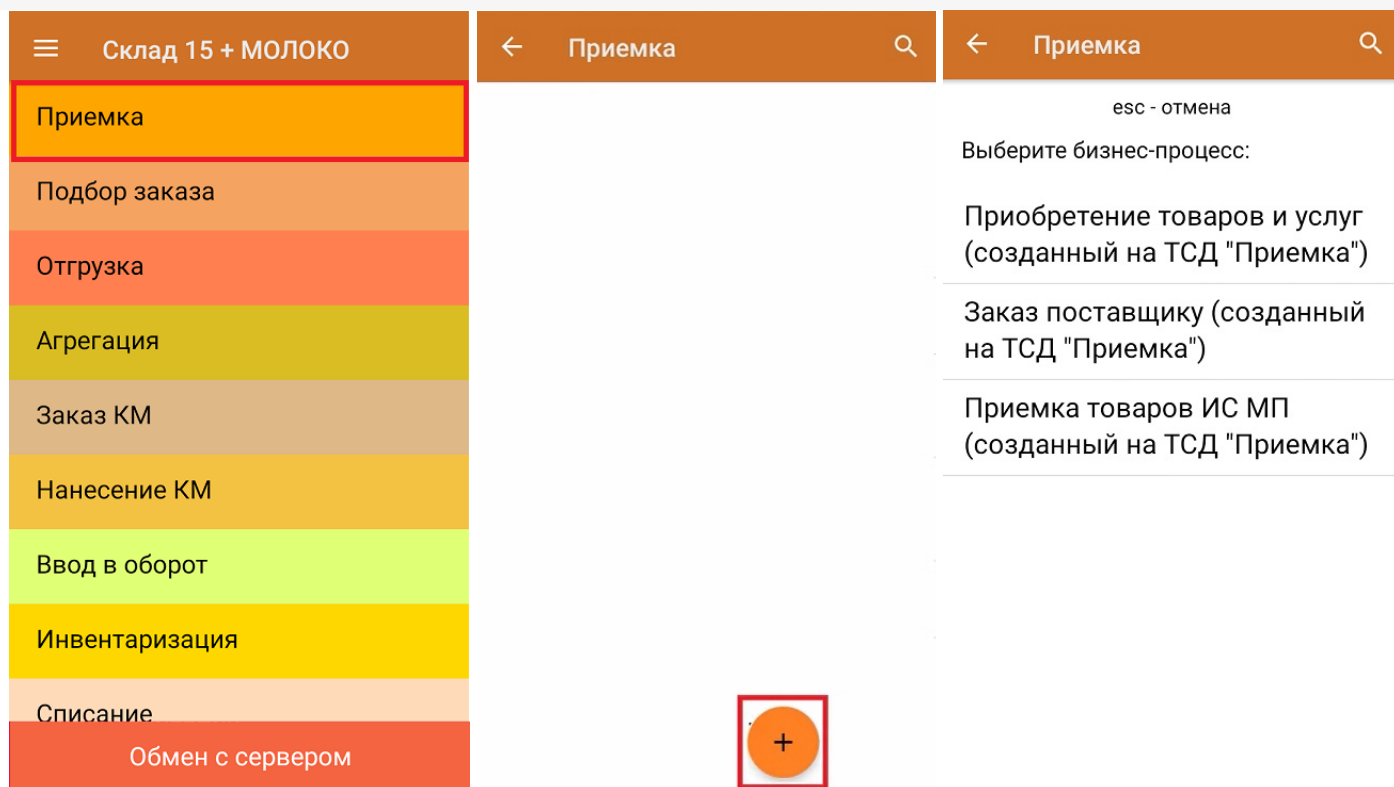 Склад 15 + МОЛОКО
Приемка
Подбор заказа
Отгрузка
Агрегация
Заказ КМ
Нанесение КМ
Ввод в оборот
Инвентаризация
Списание
Обмен с сервером
Приемка
+
Приемка
esc - отмена
Выберите бизнес-процесс:
Приобретение товаров и услуг
(созданный на ТСД "Приемка")
Заказ поставщику (созданный
на ТСД "Приемка")
Приемка товаров ИС МП
(созданный на ТСД "Приемка")